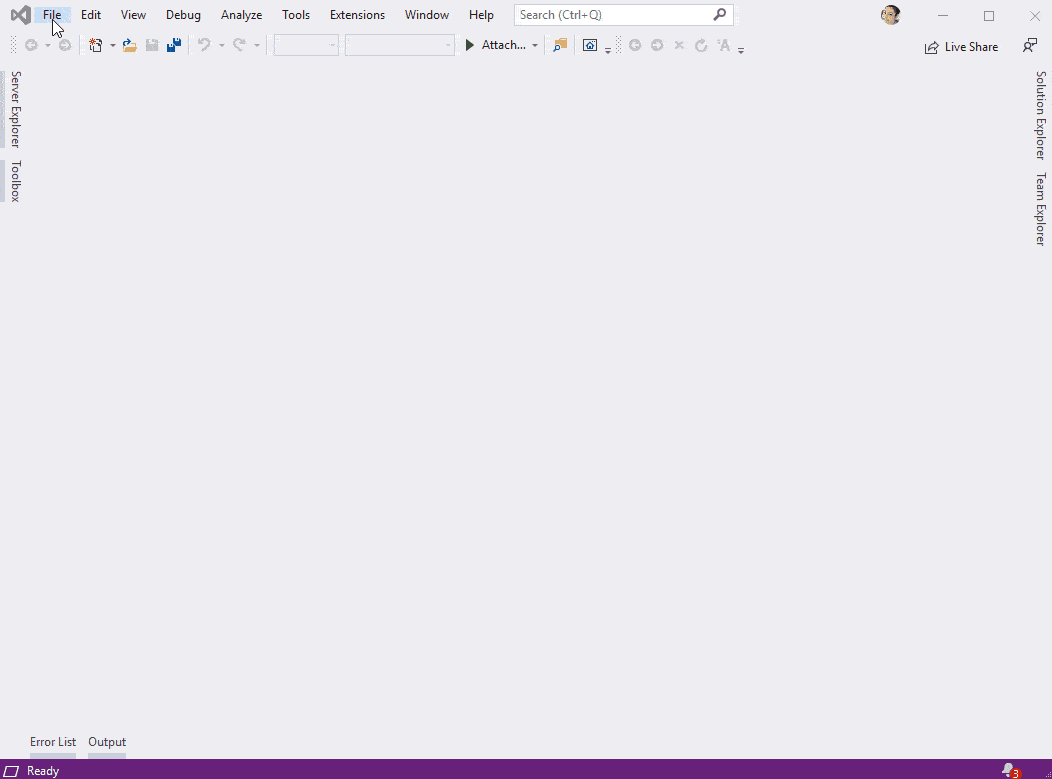 File Edit View Debug Analyze Tools Extensions Window Help Search (Ctrl+Q)
Attach... A Live Share
Server Explorer
Toolbox
Solution Explorer
Team Explorer
Error List Output
Ready 3